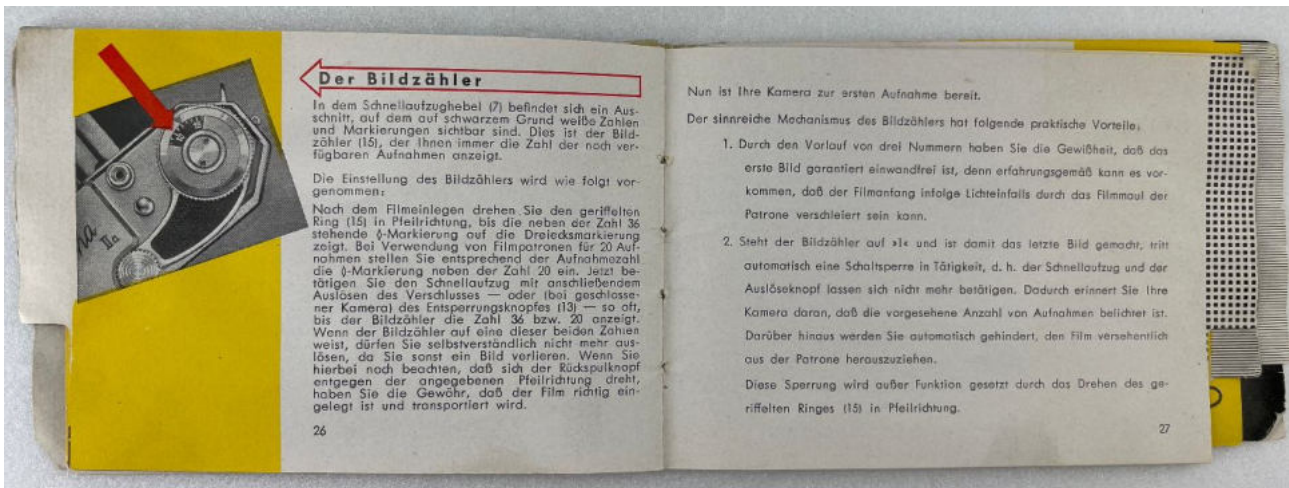 Der Bildzähler
In dem Schnellaufzughebel (7) befindet sich ein Aus-
schnitt, auf dem auf schwarzem Grund weiße Zahlen
und Markierungen sichtbar sind. Dies ist der Bild-
zähler (15), der Ihnen immer die Zahl der noch ver-
fügbaren Aufnahmen anzeigt.
Die Einstellung des Bildzählers wird wie folgt vor-
genommen:
Nach dem Filmeinlegen drehen Sie den geriffelten
Ring (15) in Pfeilrichtung, bis die neben der Zahl 36
stehende ◊-Markierung auf die Dreiecksmarkierung
zeigt. Bei Verwendung von Filmpatronen für 20 Auf-
nahmen stellen Sie entsprechend der Aufnahmezahl
die ◊-Markierung neben der Zahl 20 ein. Jetzt be-
tätigen Sie den Schnellaufzug mit anschließendem
Auslösen des Verschlusses — oder (bei geschlosse-
ner Kamera) des Entsperrungsknopfes (13) — so oft,
bis der Bildzähler die Zahl 36 bzw. 20 anzeigt.
Wenn der Bildzähler auf eine dieser beiden Zahlen
weist, dürfen Sie selbstverständlich nicht mehr aus-
lösen, da Sie sonst ein Bild verlieren. Wenn Sie
hierbei noch beachten, daß sich der Rückspulknopf
entgegen der angegebenen Pfeilrichtung dreht,
haben Sie die Gewähr, daß der Film richtig ein-
gelegt ist und transportiert wird.
26
IIa
Nun ist Ihre Kamera zur ersten Aufnahme bereit.
Der sinnreiche Mechanismus des Bildzählers hat folgende praktische Vorteile:
1. Durch den Vorlauf von drei Nummern haben Sie die Gewißheit, daß das
erste Bild garantiert einwandfrei ist, denn erfahrungsgemäß kann es vor-
kommen, daß der Filmanfang infolge Lichteinfalls durch das Filmmaul der
Patrone verschleiert sein kann.
2. Steht der Bildzähler auf »1« und ist damit das letzte Bild gemacht, tritt
automatisch eine Schaltsperre in Tätigkeit, d. h. der Schnellaufzug und der
Auslöseknopf lassen sich nicht mehr betätigen. Dadurch erinnert Sie Ihre
Kamera daran, daß die vorgesehene Anzahl von Aufnahmen belichtet ist.
Darüber hinaus werden Sie automatisch gehindert, den Film versehentlich
aus der Patrone herauszuziehen.
Diese Sperrung wird außer Funktion gesetzt durch das Drehen des ge-
riffelten Ringes (15) in Pfeilrichtung.
27